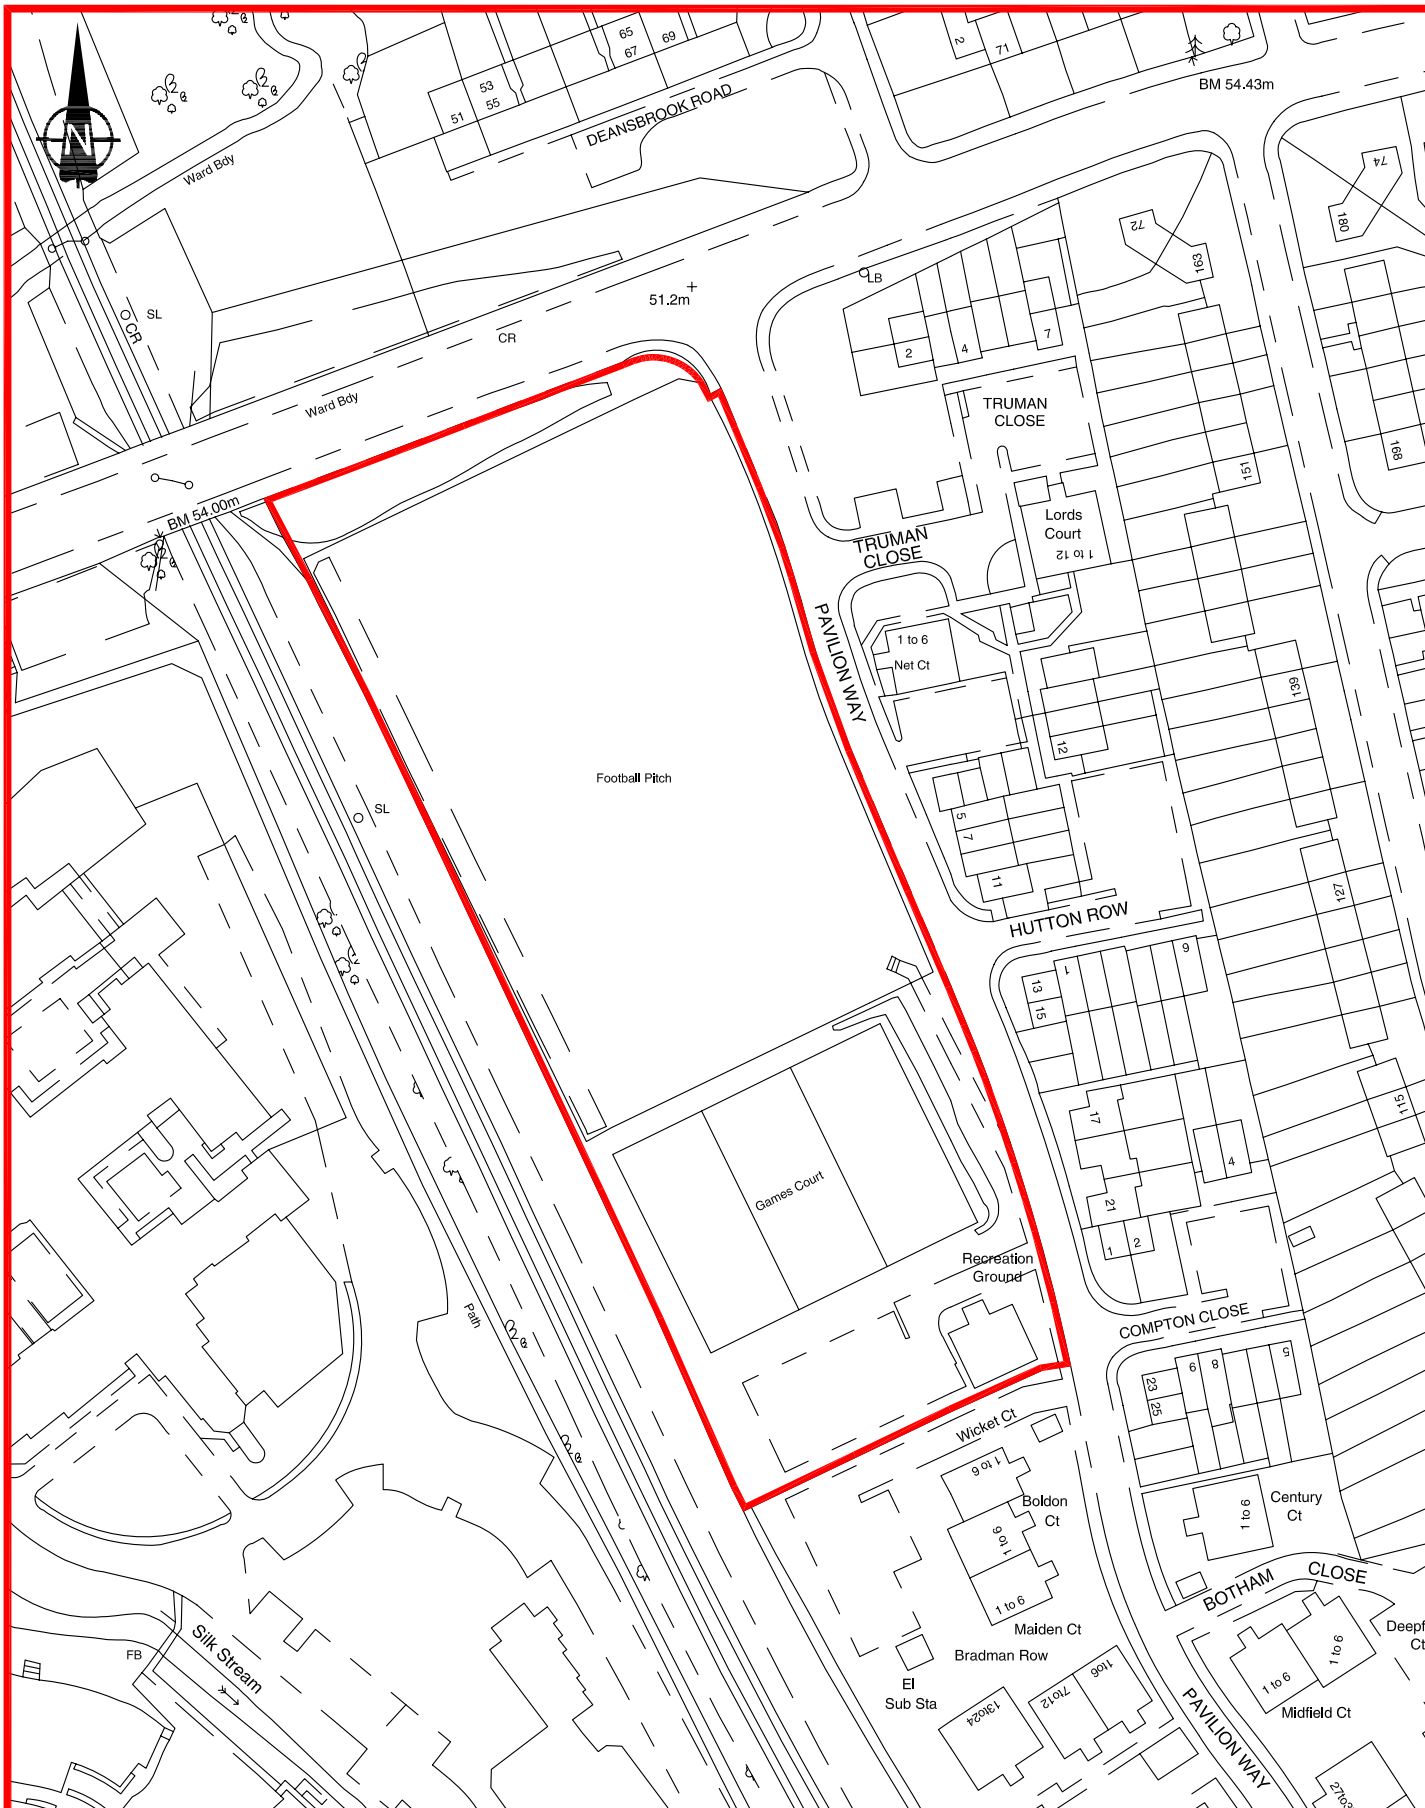 65
67
69
53
55
51
2
71
BM 54.43m
DEANSBROOK ROAD
N
Ward Bdy
74
180
72
163
LB
51.2m
SL
CR
CR
2
4
7
Ward Bdy
TRUMAN
CLOSE
168
151
BM 54.00m
Lords
Court
1 to 12
TRUMAN
CLOSE
PAVILION WAY
1 to 6
Net Ct
139
12
Football Pitch
SL
5
7
11
127
HUTTON ROW
13
15
1
6
17
115
4
21
1
2
Games Court
Recreation
Ground
Path
COMPTON CLOSE
23
25
9
8
5
Wicket Ct
1 to 6
Boldon
Ct
1 to 6
1 to 6
Maiden Ct
Century
Ct
1 to 6
BOTHAM CLOSE
Bradman Row
El
Sub Sta
Silk Stream
FB
13to24
7to12
1to6
1 to 6
1 to 6
Midfield Ct
Deepf
Ct
PAVILION WAY
27to3